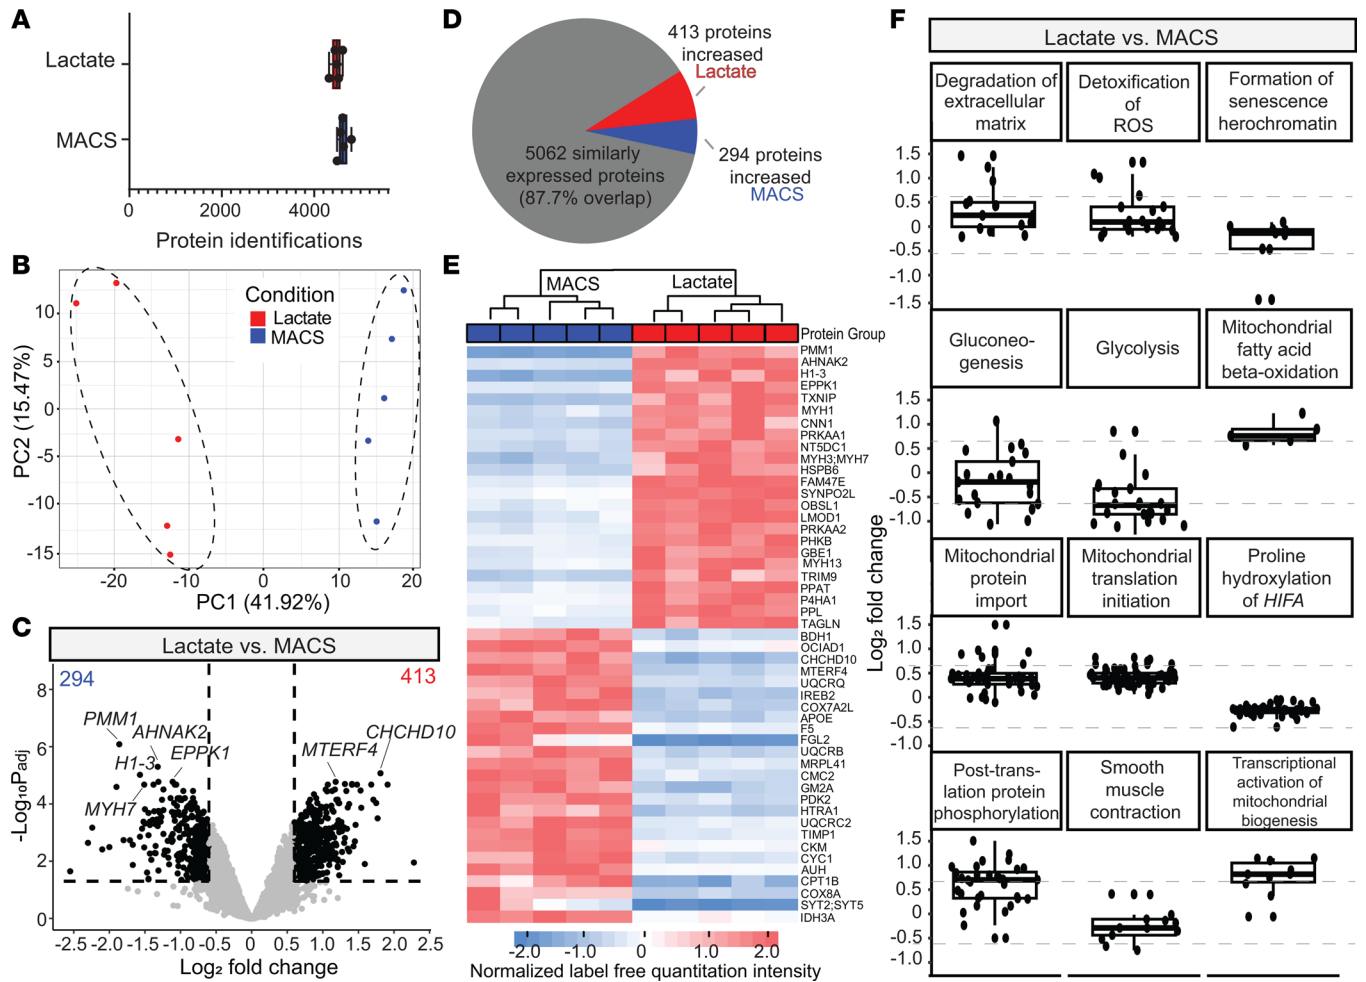 A
Lactate
MACS
0
2000
4000
Protein identifications
B
Condition
Lactate
MACS
PC2 (15.47%)
10
5
0
-5
-10
-15
-20
-10
0
10
20
PC1 (41.92%)
C
Lactate vs. MACS
294
413
PMM1
AHNAK2
H1-3
EPPK1
MYH7
MTERF4
CHCHD10
-Log₁₀Padj
8
6
4
2
0
-2.5
-2.0
-1.5
-1.0
-0.5
0
0.5
1.0
1.5
2.0
2.5
Log₂ fold change
D
413 proteins
increased
Lactate
294 proteins
increased
MACS
5062 similarly
expressed proteins
(87.7% overlap)
E
MACS
Lactate
Protein Group
PMM1
AHNAK2
H1-3
EPPK1
TXNIP
MYH1
CNN1
PRKAA1
NT5DC1
MYH3;MYH7
HSPB6
FAM47E
SYNPO2L
OBSL1
LMOD1
PRKAA2
PHKB
GBE1
MYH13
TRIM9
PPAT
P4HA1
PPL
TAGLN
BDH1
OCIAD1
CHCHD10
MTERF4
UQCRQ
IREB2
COX7A2L
APOE
F5
FGL2
UQCRB
MRPL41
CMC2
GM2A
PDK2
HTRA1
UQCRC2
TIMP1
CKM
CYC1
AUH
CPT1B
COX8A
SYT2;SYT5
IDH3A
-2.0
-1.0
0
1.0
2.0
Normalized label free quantitation intensity
F
Lactate vs. MACS
Log₂ fold change
Degradation of
extracellular
matrix
Detoxification
of
ROS
Formation of
senescence
herochromatin
1.5
1.0
0.5
0
-0.5
-1.0
-1.5
Gluconeo-
genesis
Glycolysis
Mitochondrial
fatty acid
beta-oxidation
1.5
1.0
0.5
0
-0.5
-1.0
Mitochondrial
protein
import
Mitochondrial
translation
initiation
Proline
hydroxylation
of HIFA
1.5
1.0
0.5
0
-0.5
-1.0
Post-trans-
lation protein
phosphorylation
Smooth
muscle
contraction
Transcriptional
activation of
mitochondrial
biogenesis
1.5
1.0
0.5
0
-0.5
-1.0